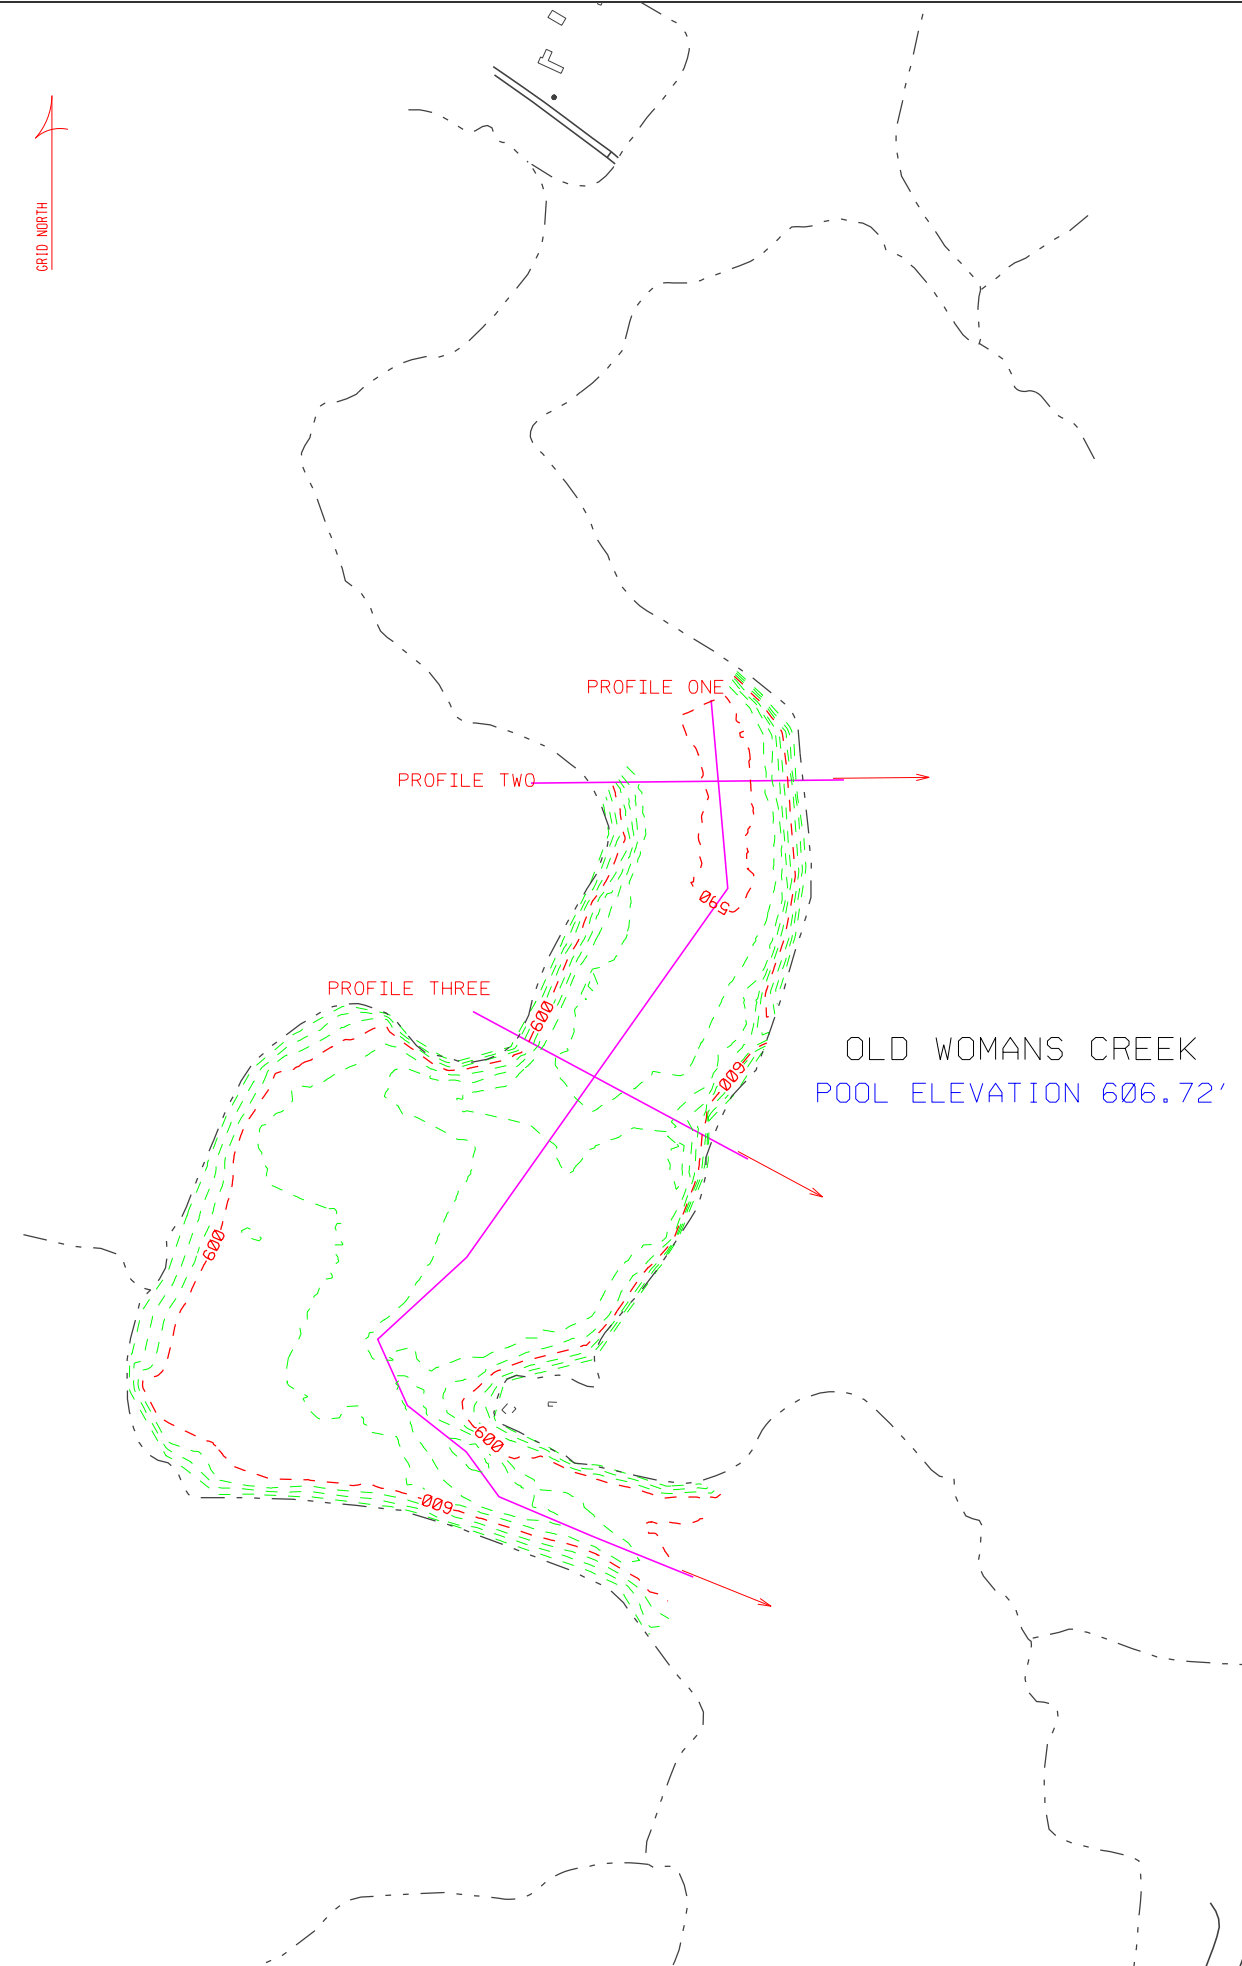 GRID NORTH
PROFILE ONE
PROFILE TWO
590
PROFILE THREE
600
OLD WOMANS CREEK
600
POOL ELEVATION 606.72'
600
600
600